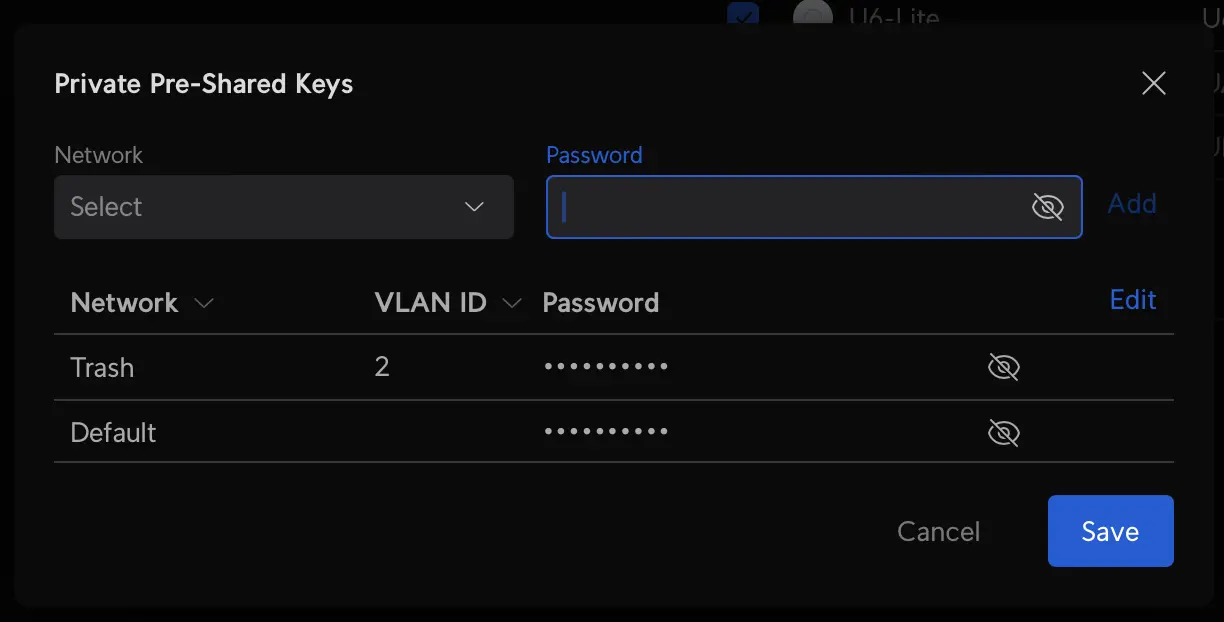 U6-Lite
Private Pre-Shared Keys
Network Password
Select Add
Network VLAN ID Password Edit
Trash 2 ••••••••••
Default ••••••••••
Cancel Save